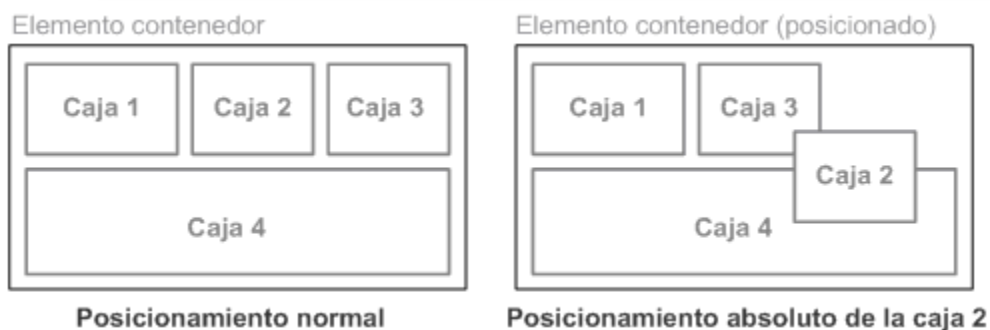 Elemento contenedor
Caja 1
Caja 2
Caja 3
Caja 4
Posicionamiento normal
Elemento contenedor (posicionado)
Caja 1
Caja 3
Caja 2
Caja 4
Posicionamiento absoluto de la caja 2